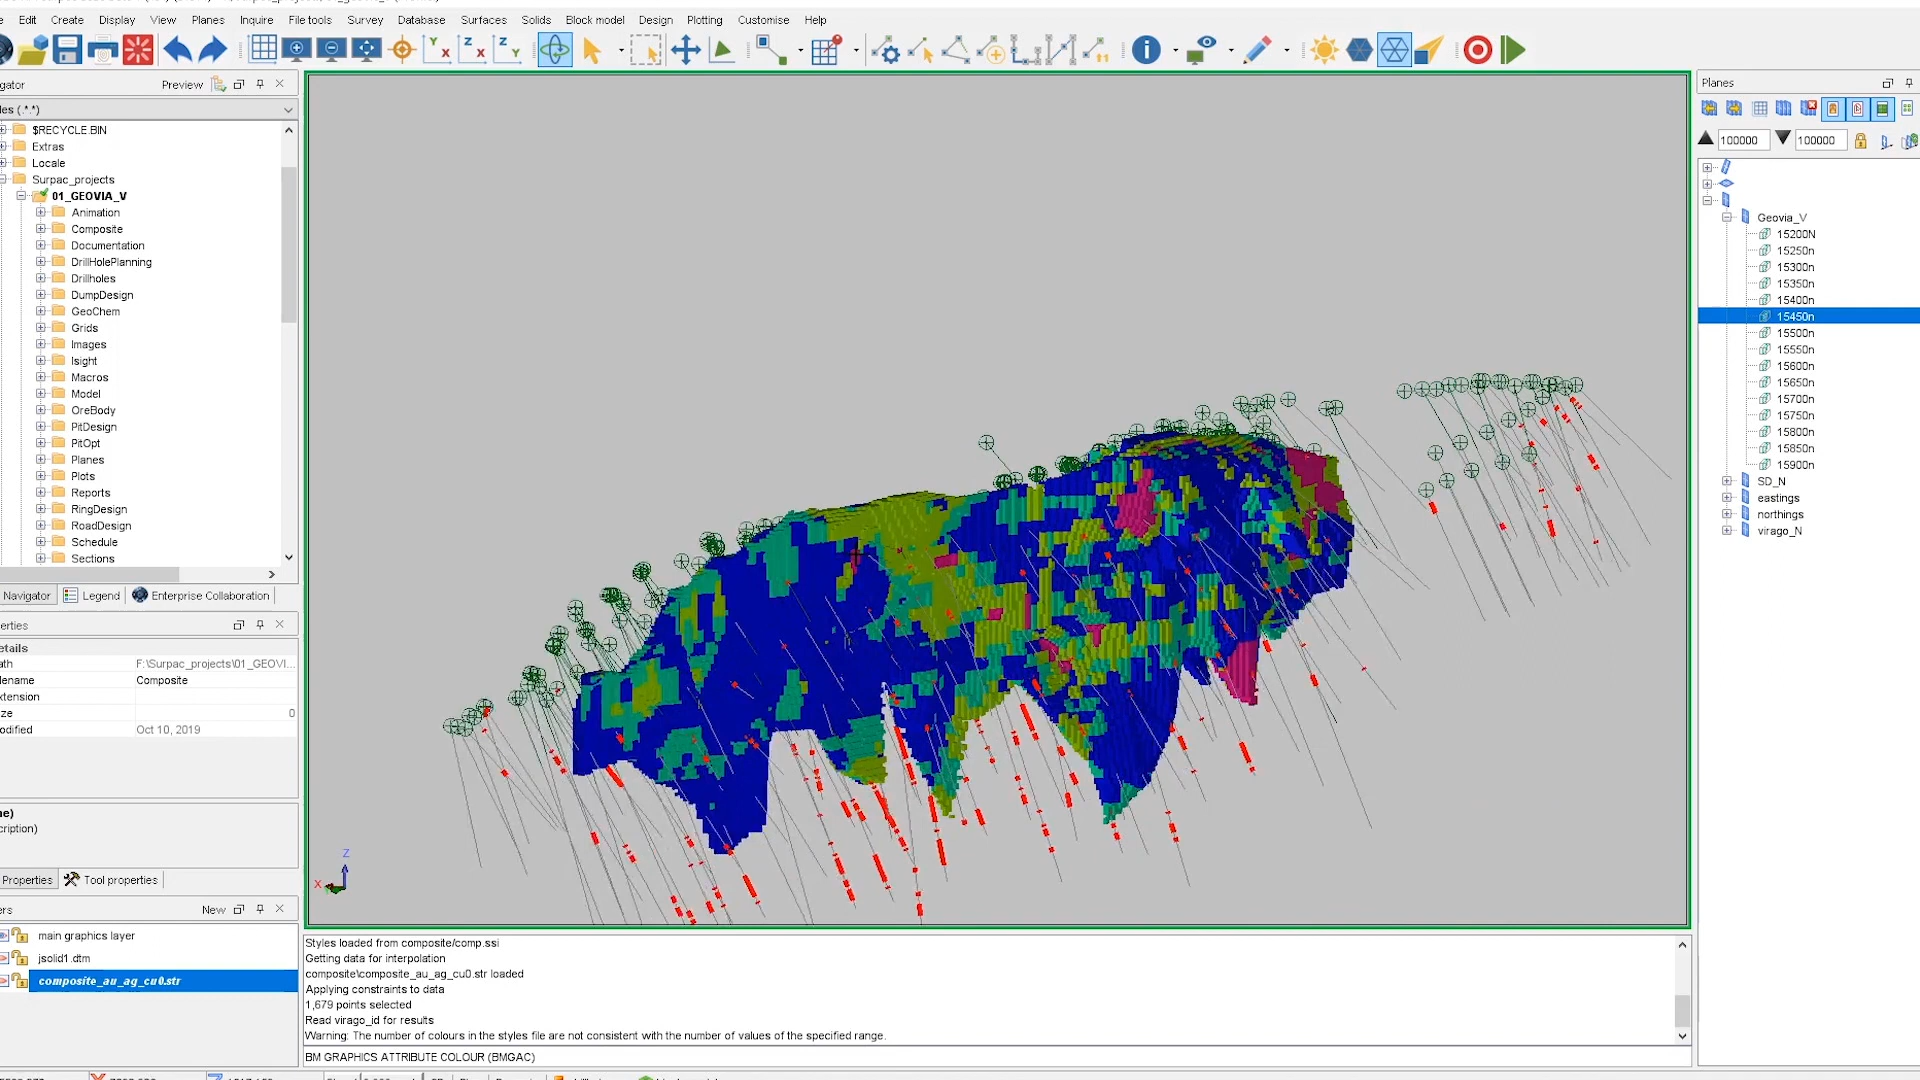 Edit Create Display View Planes Inquire File tools Survey Database Surfaces Solids Block model Design Plotting Customise Help
Preview
$RECYCLE.BIN
Extras
Locale
Surpac_projects
01_GEOVIA_V
Animation
Composite
Documentation
DrillHolePlanning
Drillholes
DumpDesign
GeoChem
Grids
Images
Isight
Macros
Model
OreBody
PitDesign
PitOpt
Planes
Plots
Reports
RingDesign
RoadDesign
Schedule
Sections
Navigator Legend Enterprise Collaboration
F:\Surpac_projects\01_GEOVI...
Composite
0
Oct 10, 2019
Properties Tool properties
New
main graphics layer
jsolid1.dtm
composite_au_ag_cu0.str
Y X
Z X
Z Y
Z
X
Styles loaded from composite/comp.ssi
Getting data for interpolation
composite\composite_au_ag_cu0.str loaded
Applying constraints to data
1,679 points selected
Read virago_id for results
Warning: The number of colours in the styles file are not consistent with the number of values of the specified range.
BM GRAPHICS ATTRIBUTE COLOUR (BMGAC)
Planes
100000 100000
Geovia_V
15200N
15250n
15300n
15350n
15400n
15450n
15500n
15550n
15600n
15650n
15700n
15750n
15800n
15850n
15900n
SD_N
eastings
northings
virago_N